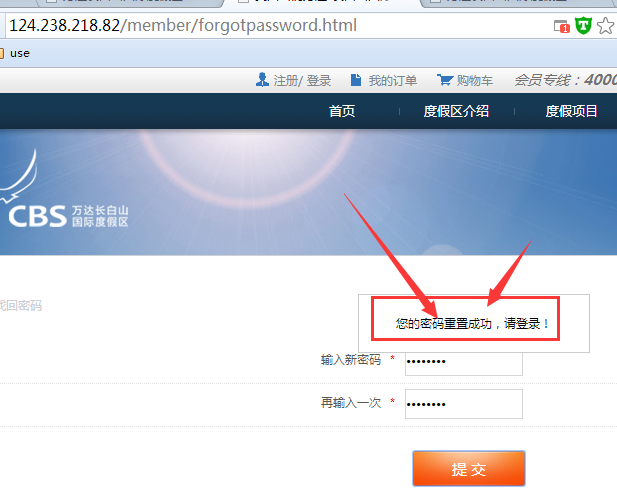 124.238.218.82/member/forgotpassword.html
1
use
注册/ 登录
我的订单
购物车
会员专线：4000
首页
度假区介绍
度假项目
CBS 万达长白山
国际度假区
找回密码
您的密码重置成功，请登录！
输入新密码 *
再输入一次 *
提 交